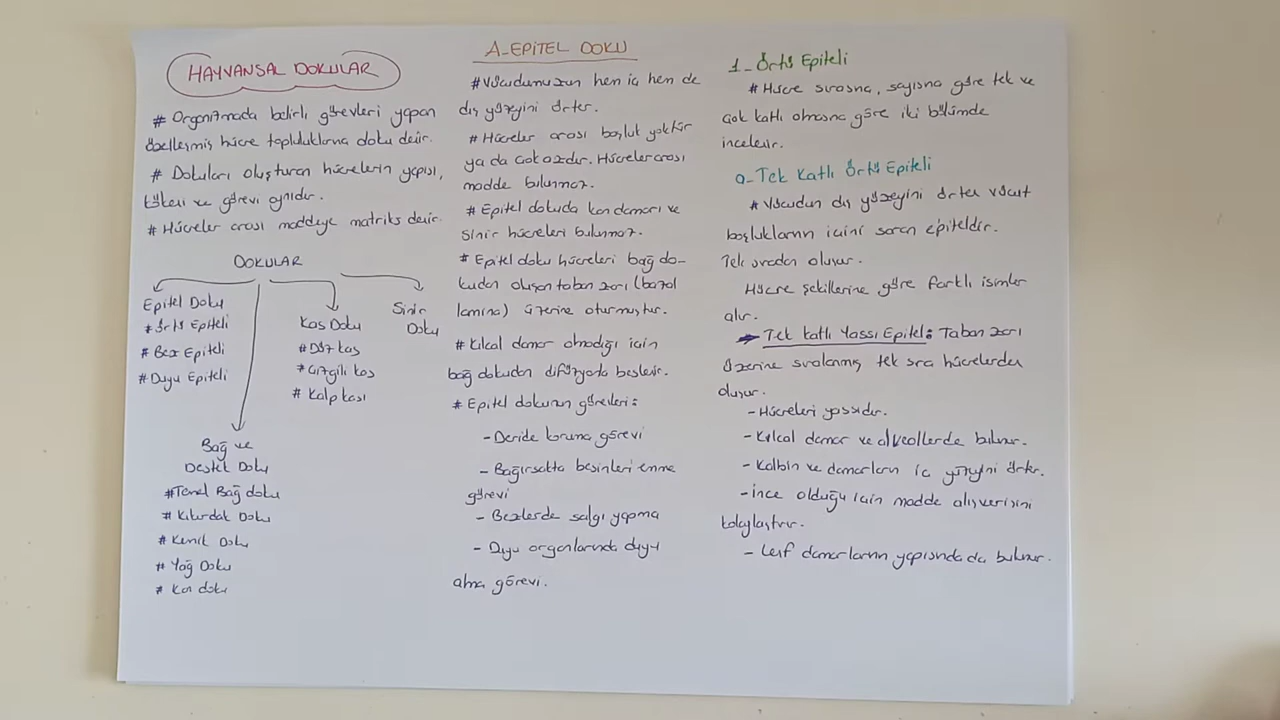 HAYVANSAL DOKULAR
# Organizmada belirli görevleri yapan
özelleşmiş hücre topluluklarına doku denir.
# Dokuları oluşturan hücrelerin yapısı,
kökeni ve görevi aynıdır.
# Hücreler arası maddeye matriks denir.
DOKULAR
Epitel Doku
# Örtü Epiteli
# Bez Epiteli
# Duyu Epiteli
Kas Doku
# Düz kas
# Çizgili kas
# Kalp kası
Sinir
Doku
Bağ ve
Destek Doku
# Temel Bağ doku
# Kıkırdak Doku
# Kemik Doku
# Yağ Doku
# Kan doku
A-EPİTEL DOKU
# Vücudumuzun hem iç hem de
dış yüzeyini örter.
# Hücreler arası boşluk yoktur
ya da çok azdır. Hücreler arası
madde bulunmaz.
# Epitel dokuda kan damarı ve
sinir hücreleri bulunmaz.
# Epitel doku hücreleri bağ do-
kudan oluşan taban zarı (bazal
lamina) üzerine oturmuştur.
# Kılcal damar olmadığı için
bağ dokudan difüzyonla beslenir.
# Epitel dokunun görevleri:
- Deride koruma görevi
- Bağırsakta besinleri emme
görevi
- Bezlerde salgı yapma
- Duyu organlarında duyu
alma görevi.
1- Örtü Epiteli
# Hücre sırasına, sayısına göre tek ve
çok katlı olmasına göre iki bölümde
incelenir.
a- Tek Katlı Örtü Epiteli
# Vücudun dış yüzeyini örten vücut
boşluklarının içini saran epiteldir.
Tek sıradan oluşur.
Hücre şekillerine göre farklı isimler
alır.
→ Tek Katlı Yassı Epitel: Taban zarı
üzerine sıralanmış tek sıra hücrelerden
oluşur.
- Hücreleri yassıdır.
- Kılcal damar ve alveollerde bulunur.
- Kalbin ve damarların iç yüzeyini örter.
- İnce olduğu için madde alışverişini
kolaylaştırır.
- Lenf damarlarının yapısında da bulunur.